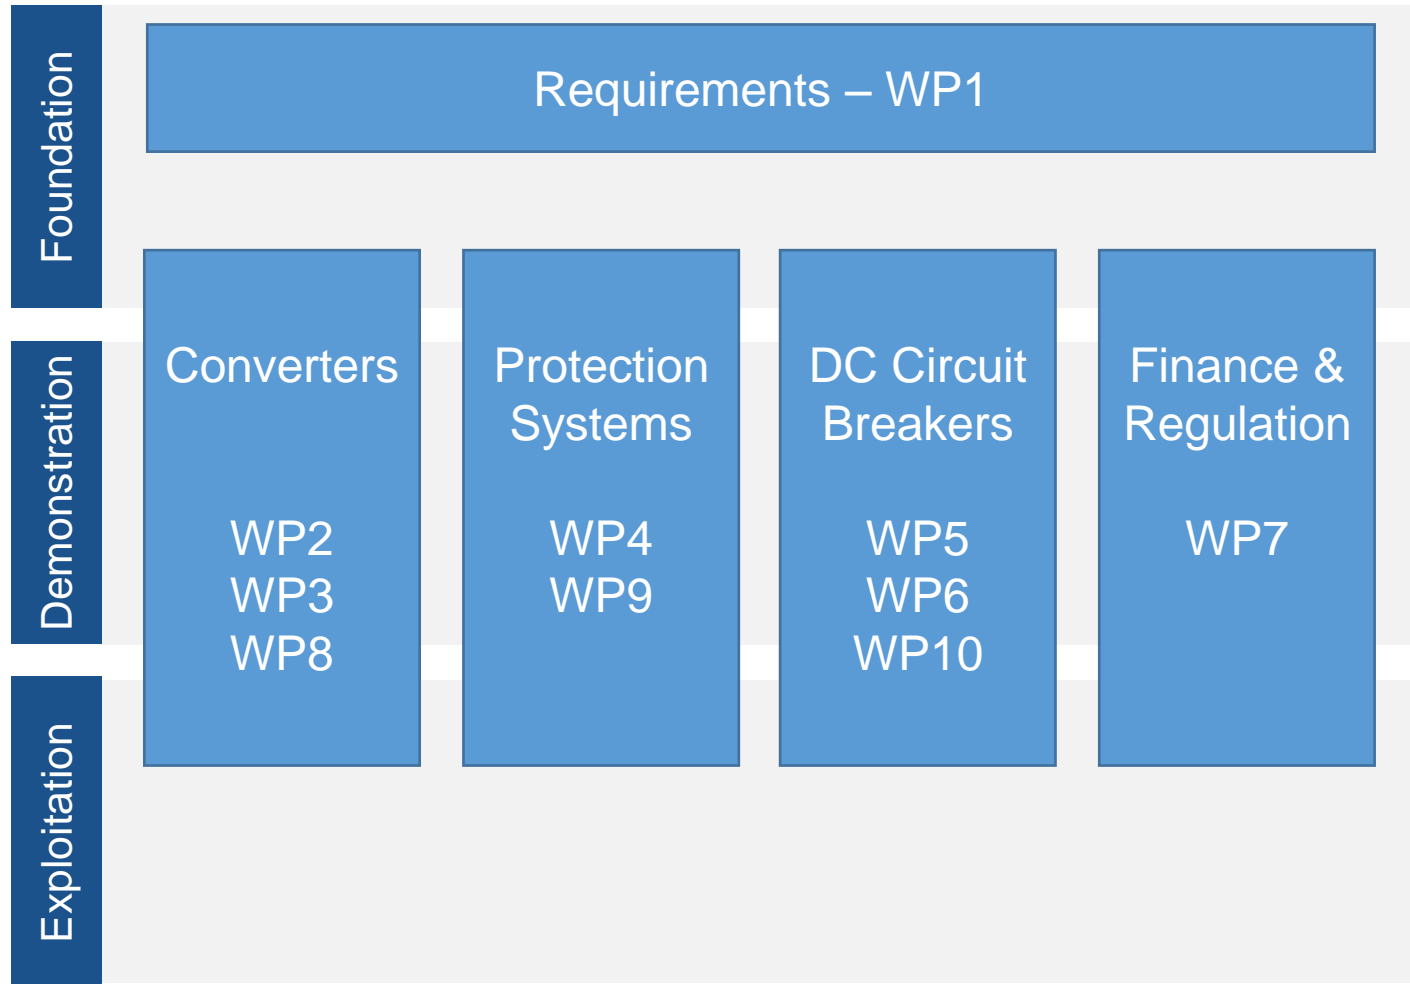 Foundation
Requirements – WP1
Demonstration
Converters
WP2
WP3
WP8
Protection
Systems
WP4
WP9
DC Circuit
Breakers
WP5
WP6
WP10
Finance &
Regulation
WP7
Exploitation